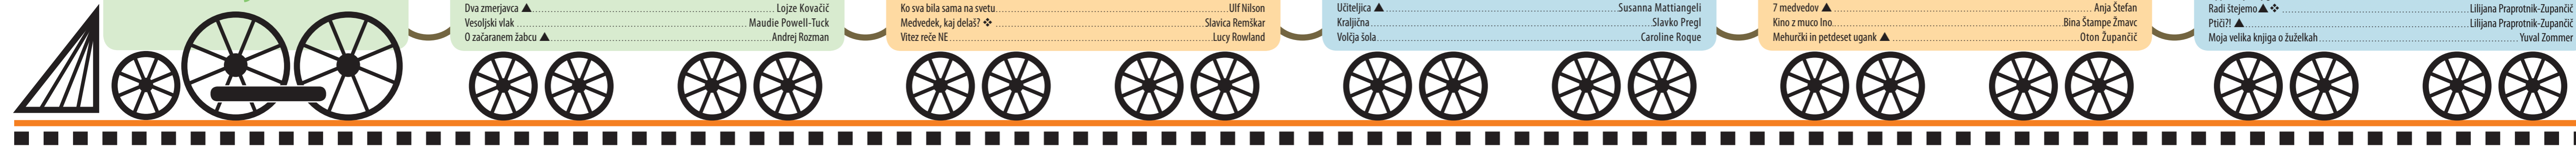 Dva zmerjavca ▲ Lojze Kovačič
Vesoljski vlak Maudie Powell-Tuck
O začaranem žabcu ▲ Andrej Rozman
Ko sva bila sama na svetu Ulf Nilson
Medvedek, kaj delaš? ❖ Slavica Remškar
Vitez reče NE Lucy Rowland
Učiteljica ▲ Susanna Mattiangeli
Kraljična Slavko Pregl
Volčja šola Caroline Roque
7 medvedov ▲ Anja Štefan
Kino z muco Ino Bina Štampe Žmavc
Mehurčki in petdeset ugank ▲ Oton Župančič
Radi štejemo ▲ ❖ Lilijana Praprotnik-Zupančič
Ptiči?! ▲ Lilijana Praprotnik-Zupančič
Moja velika knjiga o žuželkah Yuval Zommer